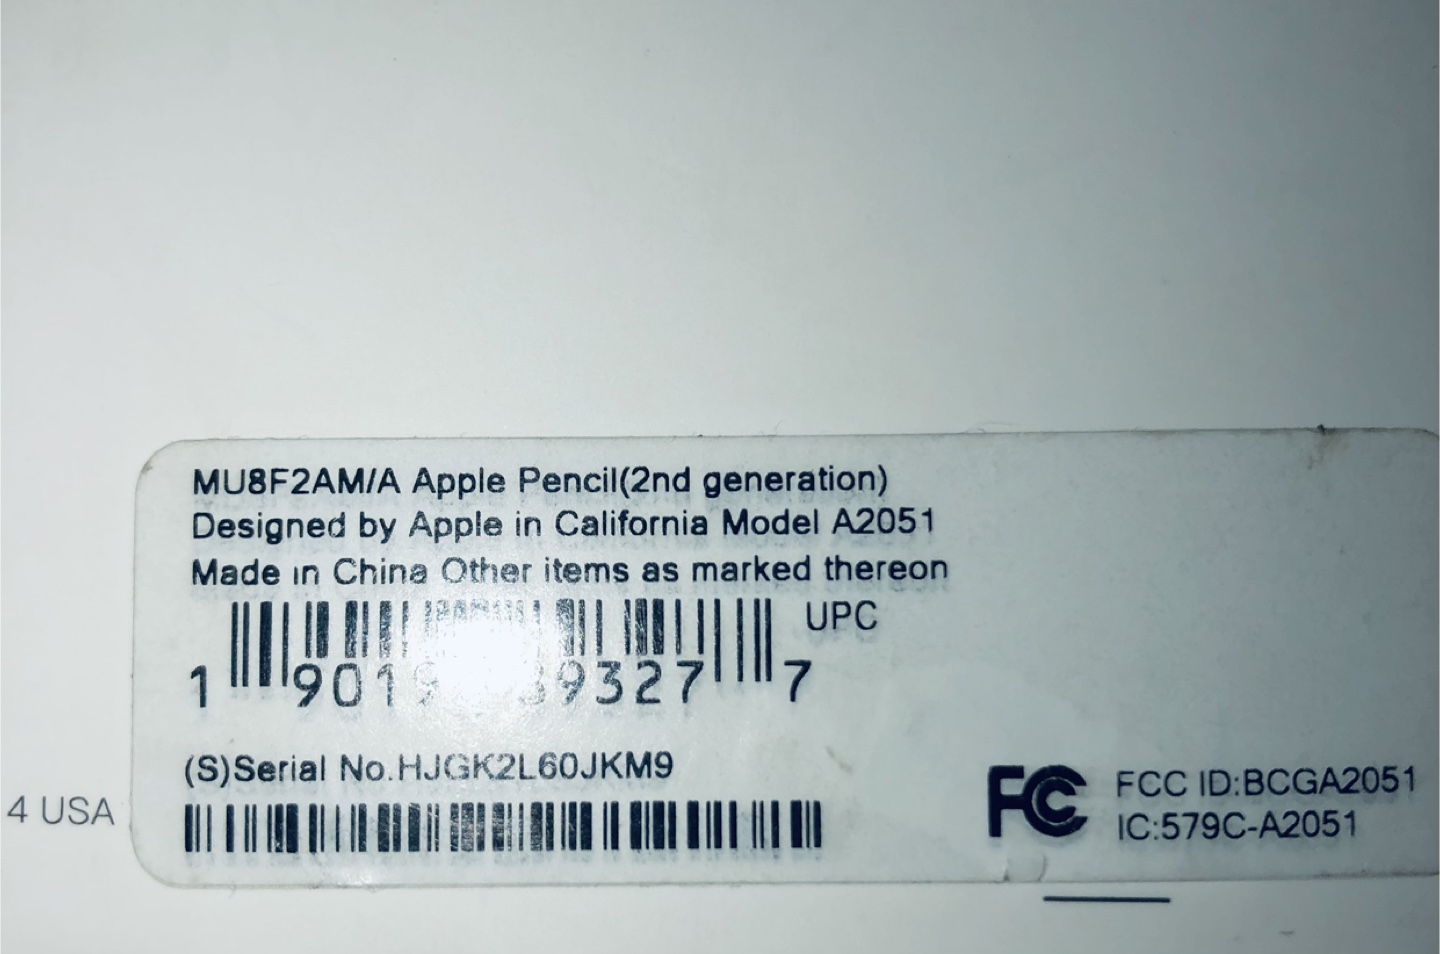 MU8F2AM/A Apple Pencil(2nd generation)
Designed by Apple in California Model A2051
Made in China Other items as marked thereon
UPC
1 7
(S)Serial No.HJGK2L60JKM9
4 USA
FC FCC ID:BCGA2051
IC:579C-A2051